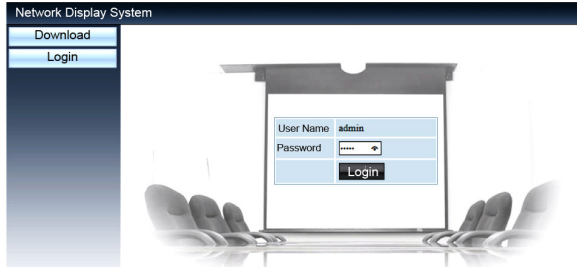 Network Display System
Download
Login
User Name admin
Password •••••
Login